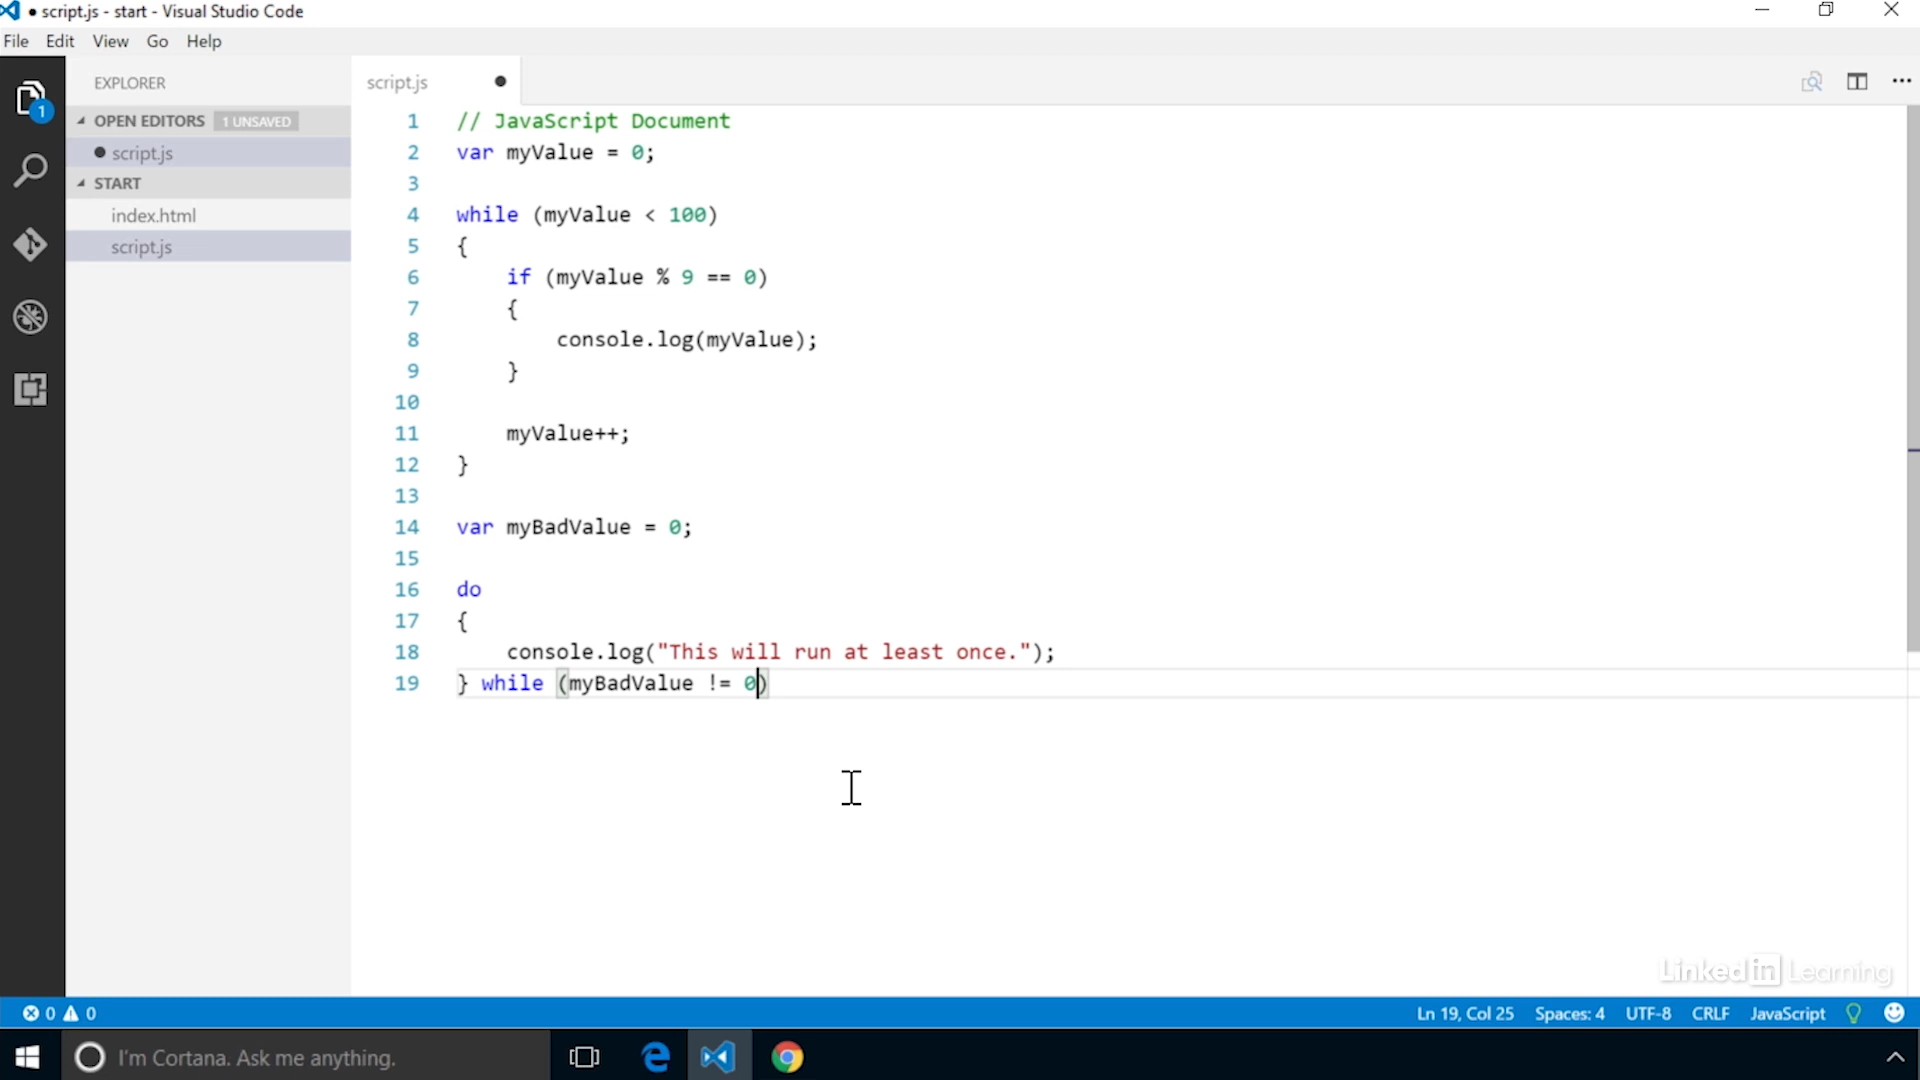 script.js - start - Visual Studio Code
File Edit View Go Help
EXPLORER
OPEN EDITORS 1 UNSAVED
script.js
START
index.html
script.js
1
script.js
1 // JavaScript Document
2 var myValue = 0;
3
4 while (myValue < 100)
5 {
6 if (myValue % 9 == 0)
7 {
8 console.log(myValue);
9 }
10
11 myValue++;
12 }
13
14 var myBadValue = 0;
15
16 do
17 {
18 console.log("This will run at least once.");
19 } while (myBadValue != 0)
Linked in Learning
0 0 Ln 19, Col 25 Spaces: 4 UTF-8 CRLF JavaScript
I'm Cortana. Ask me anything.